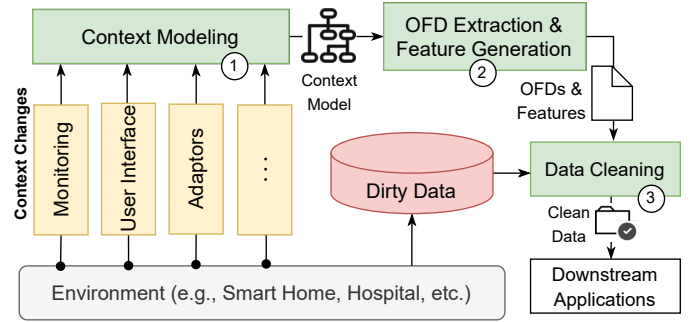 Context Modeling
1
Context
Model
OFD Extraction &
Feature Generation
2
OFDs &
Features
Context Changes
Monitoring
User Interface
Adaptors
...
Dirty Data
Data Cleaning
3
Clean
Data
Downstream
Applications
Environment (e.g., Smart Home, Hospital, etc.)